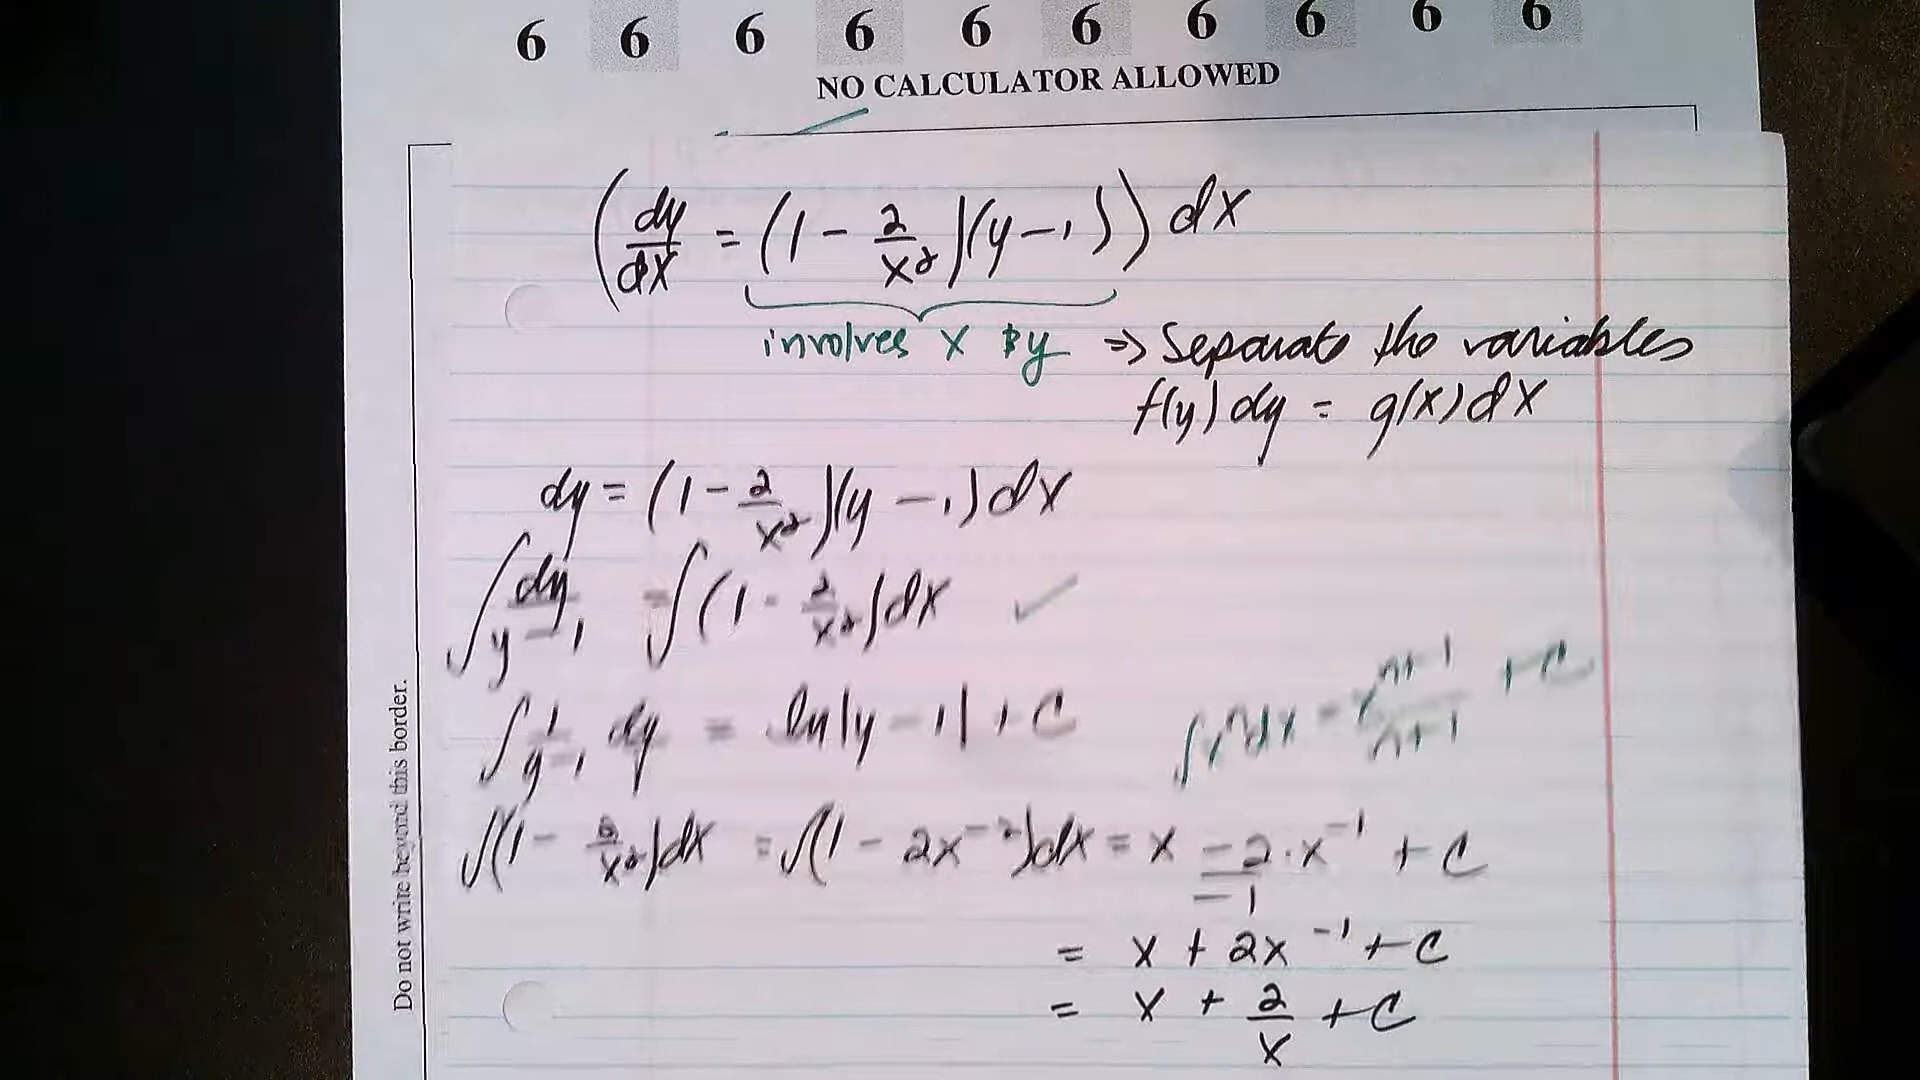 6 6 6 6 6 6 6 6 6 6
NO CALCULATOR ALLOWED
(dy/dx = (1 - 2/x²)(y-1)) dx
involves x & y => Separate the variables
f(y) dy = g(x) dx
dy = (1 - 2/x²)(y - 1) dx
∫ dy/(y-1) = ∫(1 - 2/x²) dx ✓
∫ 1/(y-1) dy = ln|y - 1| + C
∫xⁿdx = xⁿ⁺¹/(n+1) + C
∫(1 - 2/x²)dx = ∫(1 - 2x⁻²)dx = x -2·x⁻¹/-1 + C
= x + 2x⁻¹ + C
= x + 2/x + C
Do not write beyond this border.